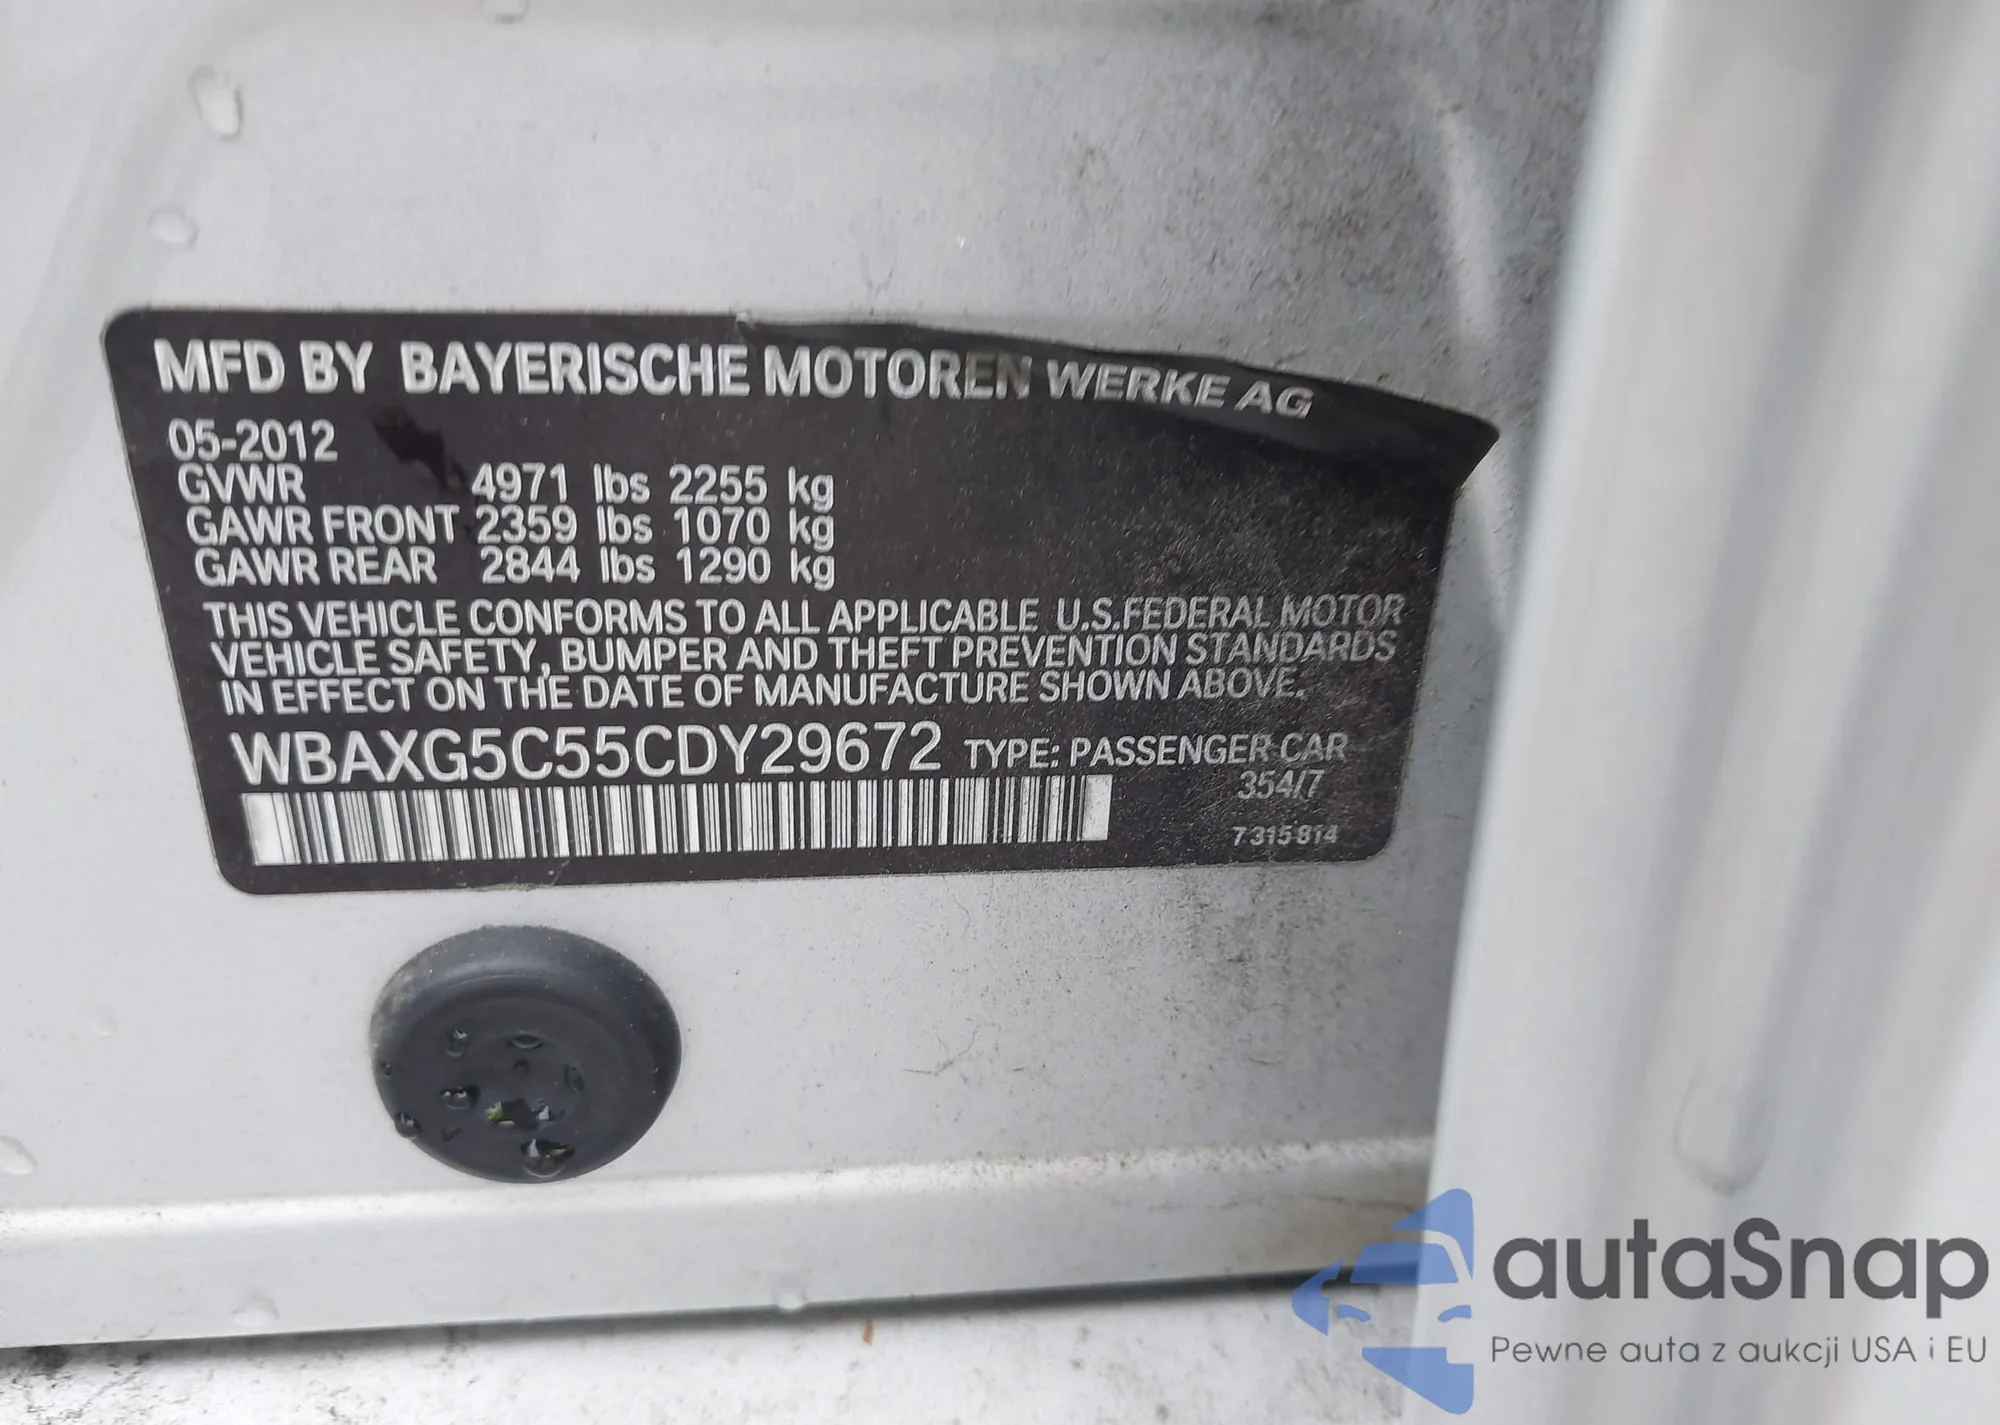 MFD BY BAYERISCHE MOTOREN WERKE AG
05-2012
GVWR 4971 lbs 2255 kg
GAWR FRONT 2359 lbs 1070 kg
GAWR REAR 2844 lbs 1290 kg
THIS VEHICLE CONFORMS TO ALL APPLICABLE U.S.FEDERAL MOTOR
VEHICLE SAFETY, BUMPER AND THEFT PREVENTION STANDARDS
IN EFFECT ON THE DATE OF MANUFACTURE SHOWN ABOVE.
WBAXG5C55CDY29672 TYPE: PASSENGER CAR
354/7
7 315 814
autaSnap
Pewne auta z aukcji USA i EU